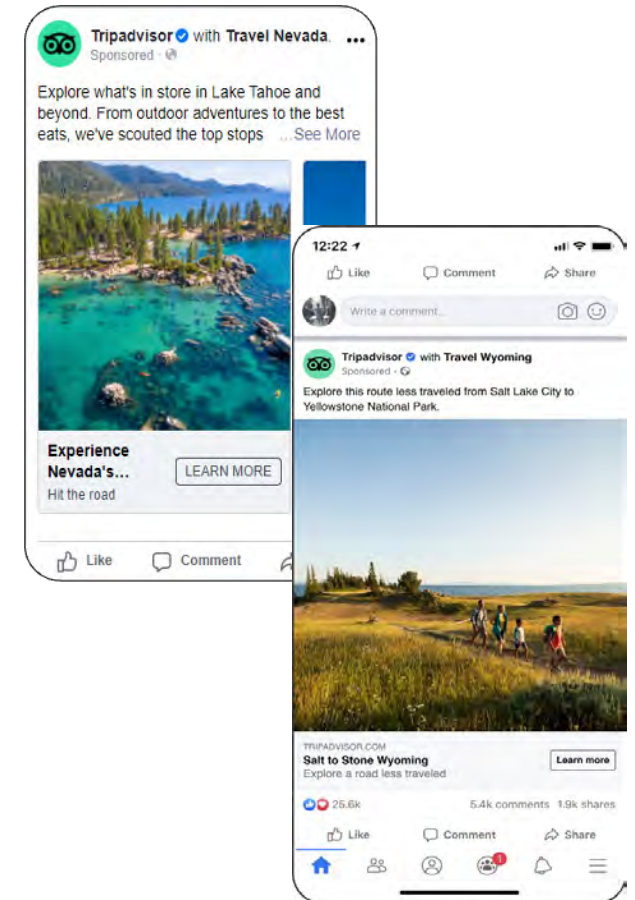 Tripadvisor with Travel Nevada.
Sponsored ·
Explore what's in store in Lake Tahoe and
beyond. From outdoor adventures to the best
eats, we've scouted the top stops ...See More
Experience
Nevada's...
LEARN MORE
Hit the road
Like Comment
12:22
Like Comment Share
Write a comment...
Tripadvisor with Travel Wyoming
Sponsored ·
Explore this route less traveled from Salt Lake City to
Yellowstone National Park.
TRIPADVISOR.COM
Salt to Stone Wyoming
Learn more
Explore a road less traveled
25.6k 5.4k comments 1.9k shares
Like Comment Share
1